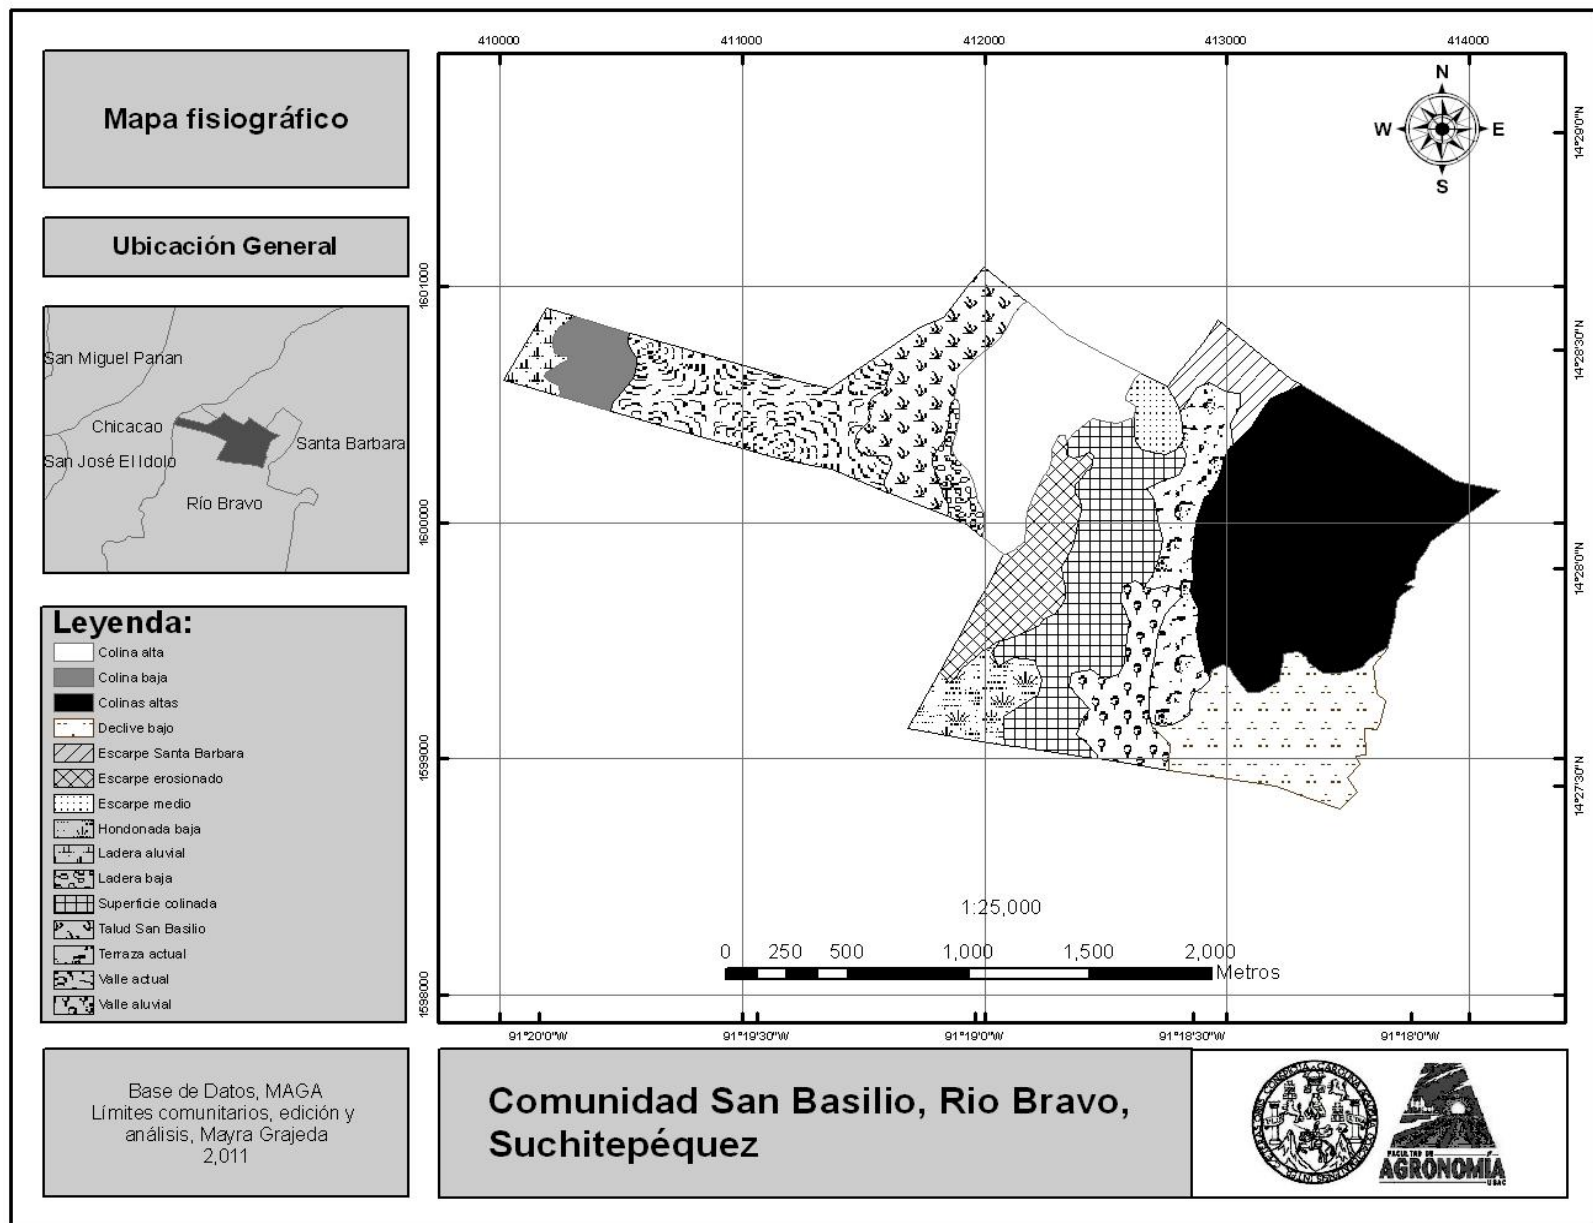 Mapa fisiográfico
Ubicación General
San Miguel Panan
Chicacao
San José El Idolo
Santa Barbara
Río Bravo
Leyenda:
Colina alta
Colina baja
Colinas altas
Declive bajo
Escarpe Santa Barbara
Escarpe erosionado
Escarpe medio
Hondonada baja
Ladera aluvial
Ladera baja
Superficie colinada
Talud San Basilio
Terraza actual
Valle actual
Valle aluvial
Base de Datos, MAGA
Límites comunitarios, edición y
análisis, Mayra Grajeda
2,011
410000 411000 412000 413000 414000
N
W E
S
1601000
1600000
1599000
1598000
14°29'0"N
14°28'30"N
14°28'0"N
14°27'30"N
1:25,000
0 250 500 1,000 1,500 2,000
Metros
91°20'0"W 91°19'30"W 91°19'0"W 91°18'30"W 91°18'0"W
Comunidad San Basilio, Rio Bravo,
Suchitepéquez
FACULTAD DE
AGRONOMÍA
USAC